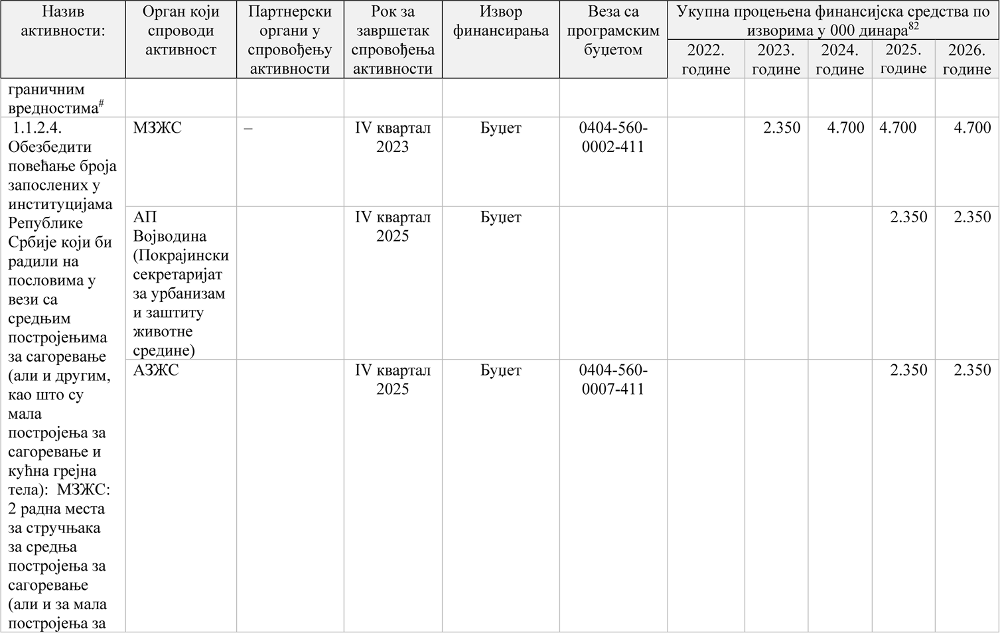 Назив
активности:
Орган који
спроводи
активност
Партнерски
органи у
спровођењу
активности
Рок за
завршетак
спровођења
активности
Извор
финансирања
Веза са
програмским
буџетом
Укупна процењена финансијска средства по
изворима у 000 динара82
2022.
године
2023.
године
2024.
године
2025.
године
2026.
године
граничним
вредностима#
1.1.2.4.
Обезбедити
повећање броја
запослених у
институцијама
Републике
Србије који би
радили на
пословима у
вези са
средњим
постројењима
за сагоревање
(али и другим,
као што су
мала
постројења за
сагоревање и
кућна грејна
тела): МЗЖС:
2 радна места
за стручњака
за средња
постројења за
сагоревање
(али и за мала
постројења за
МЗЖС
–
IV квартал
2023
Буџет
0404-560-
0002-411
2.350
4.700
4.700
4.700
АП
Војводина
(Покрајински
секретаријат
за урбанизам
и заштиту
животне
средине)
IV квартал
2025
Буџет
2.350
2.350
АЗЖС
IV квартал
2025
Буџет
0404-560-
0007-411
2.350
2.350